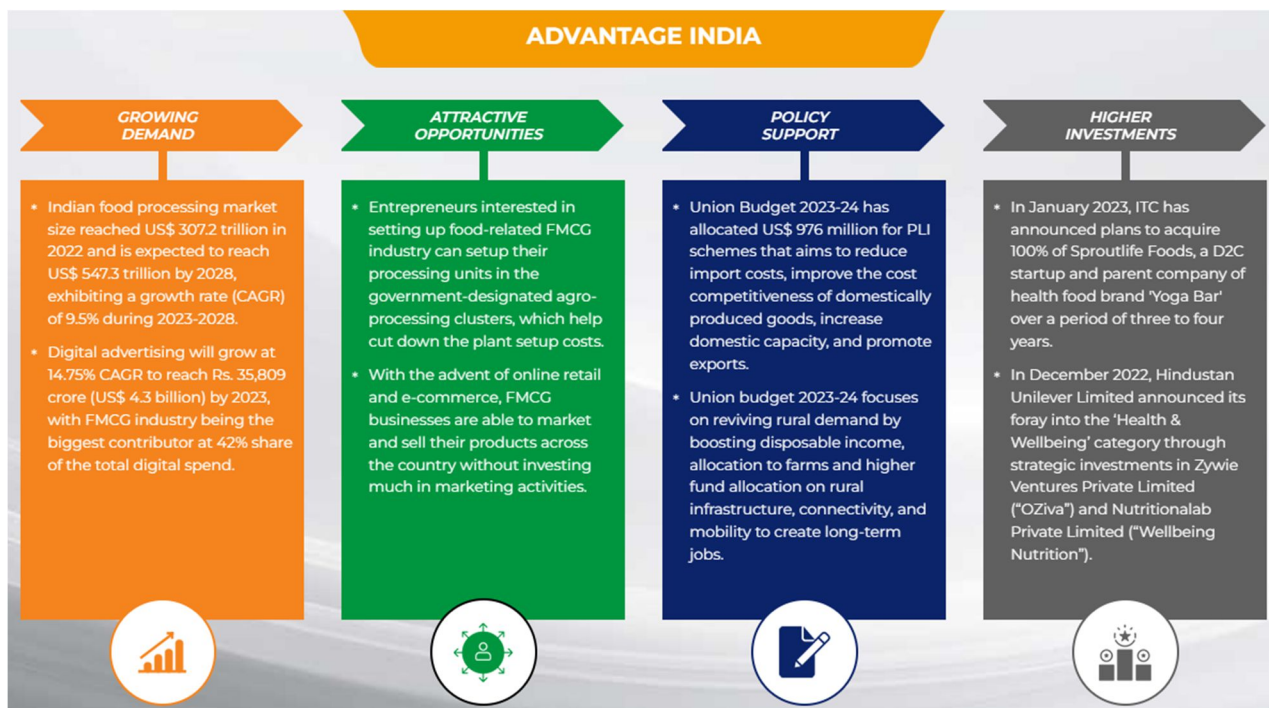 ADVANTAGE INDIA
GROWING
DEMAND
* Indian food processing market
size reached US$ 307.2 trillion in
2022 and is expected to reach
US$ 547.3 trillion by 2028,
exhibiting a growth rate (CAGR)
of 9.5% during 2023-2028.
* Digital advertising will grow at
14.75% CAGR to reach Rs. 35,809
crore (US$ 4.3 billion) by 2023,
with FMCG industry being the
biggest contributor at 42% share
of the total digital spend.
ATTRACTIVE
OPPORTUNITIES
* Entrepreneurs interested in
setting up food-related FMCG
industry can setup their
processing units in the
government-designated agro-
processing clusters, which help
cut down the plant setup costs.
* With the advent of online retail
and e-commerce, FMCG
businesses are able to market
and sell their products across
the country without investing
much in marketing activities.
POLICY
SUPPORT
* Union Budget 2023-24 has
allocated US$ 976 million for PLI
schemes that aims to reduce
import costs, improve the cost
competitiveness of domestically
produced goods, increase
domestic capacity, and promote
exports.
* Union budget 2023-24 focuses
on reviving rural demand by
boosting disposable income,
allocation to farms and higher
fund allocation on rural
infrastructure, connectivity, and
mobility to create long-term
jobs.
HIGHER
INVESTMENTS
* In January 2023, ITC has
announced plans to acquire
100% of Sproutlife Foods, a D2C
startup and parent company of
health food brand 'Yoga Bar'
over a period of three to four
years.
* In December 2022, Hindustan
Unilever Limited announced its
foray into the ‘Health &
Wellbeing’ category through
strategic investments in Zywie
Ventures Private Limited
(“OZiva”) and Nutritionalab
Private Limited (“Wellbeing
Nutrition”).